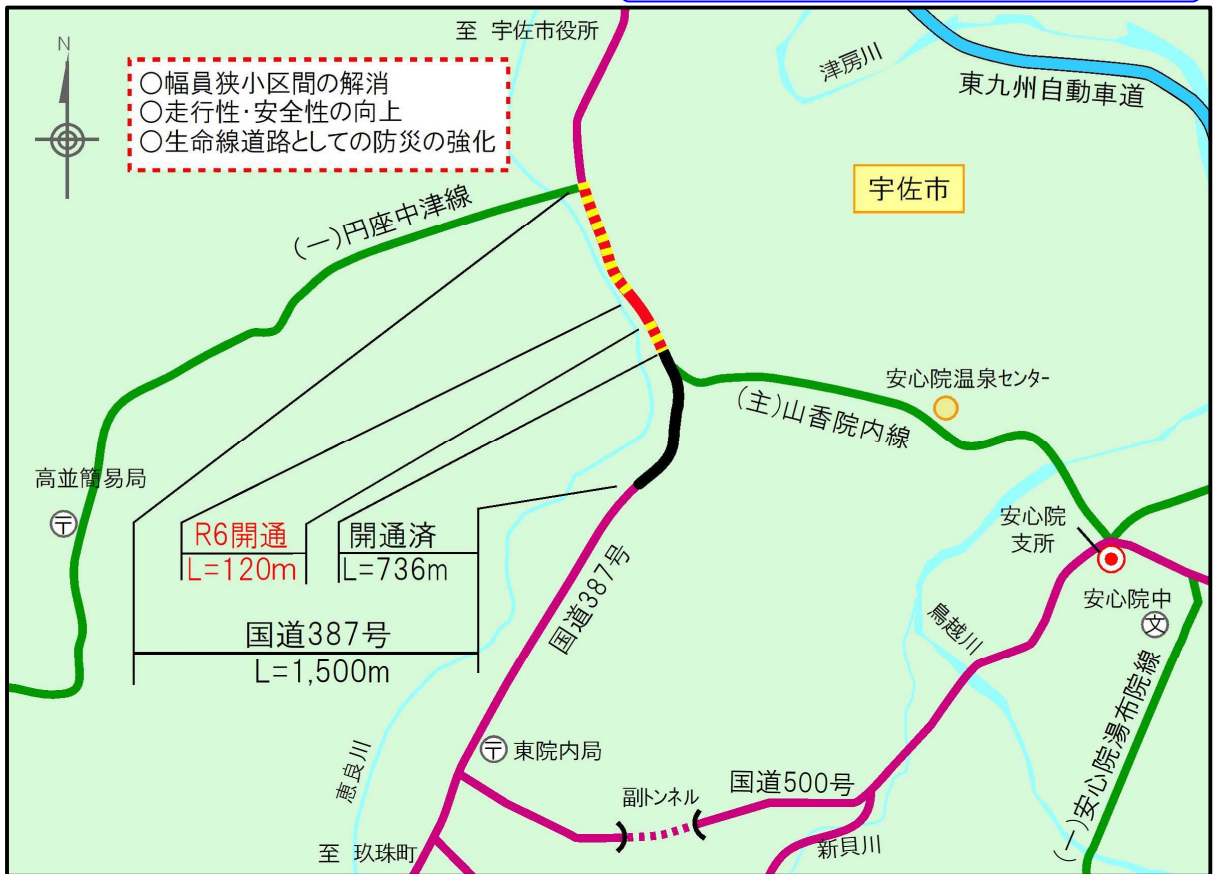 至 宇佐市役所
N
○幅員狭小区間の解消
○走行性・安全性の向上
○生命線道路としての防災の強化
津房川
東九州自動車道
宇佐市
(一)円座中津線
安心院温泉センター
(主)山香院内線
高並簡易局
〒
R6開通
L=120m
開通済
L=736m
国道387号
L=1,500m
国道387号
安心院
支所
安心院中
文
鳥越川
(一)安心院湯布院線
恵良川
〒
東院内局
副トンネル
国道500号
新貝川
至 玖珠町